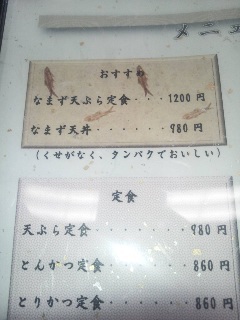 メニュ
おすすめ
なまず天ぷら定食・・・・・1200円
なまず天丼・・・・・・・980円
(くせがなく、タンパクでおいしい)
定食
天ぷら定食・・・・・・・980円
とんかつ定食・・・・・・860円
とりかつ定食・・・・・・860円